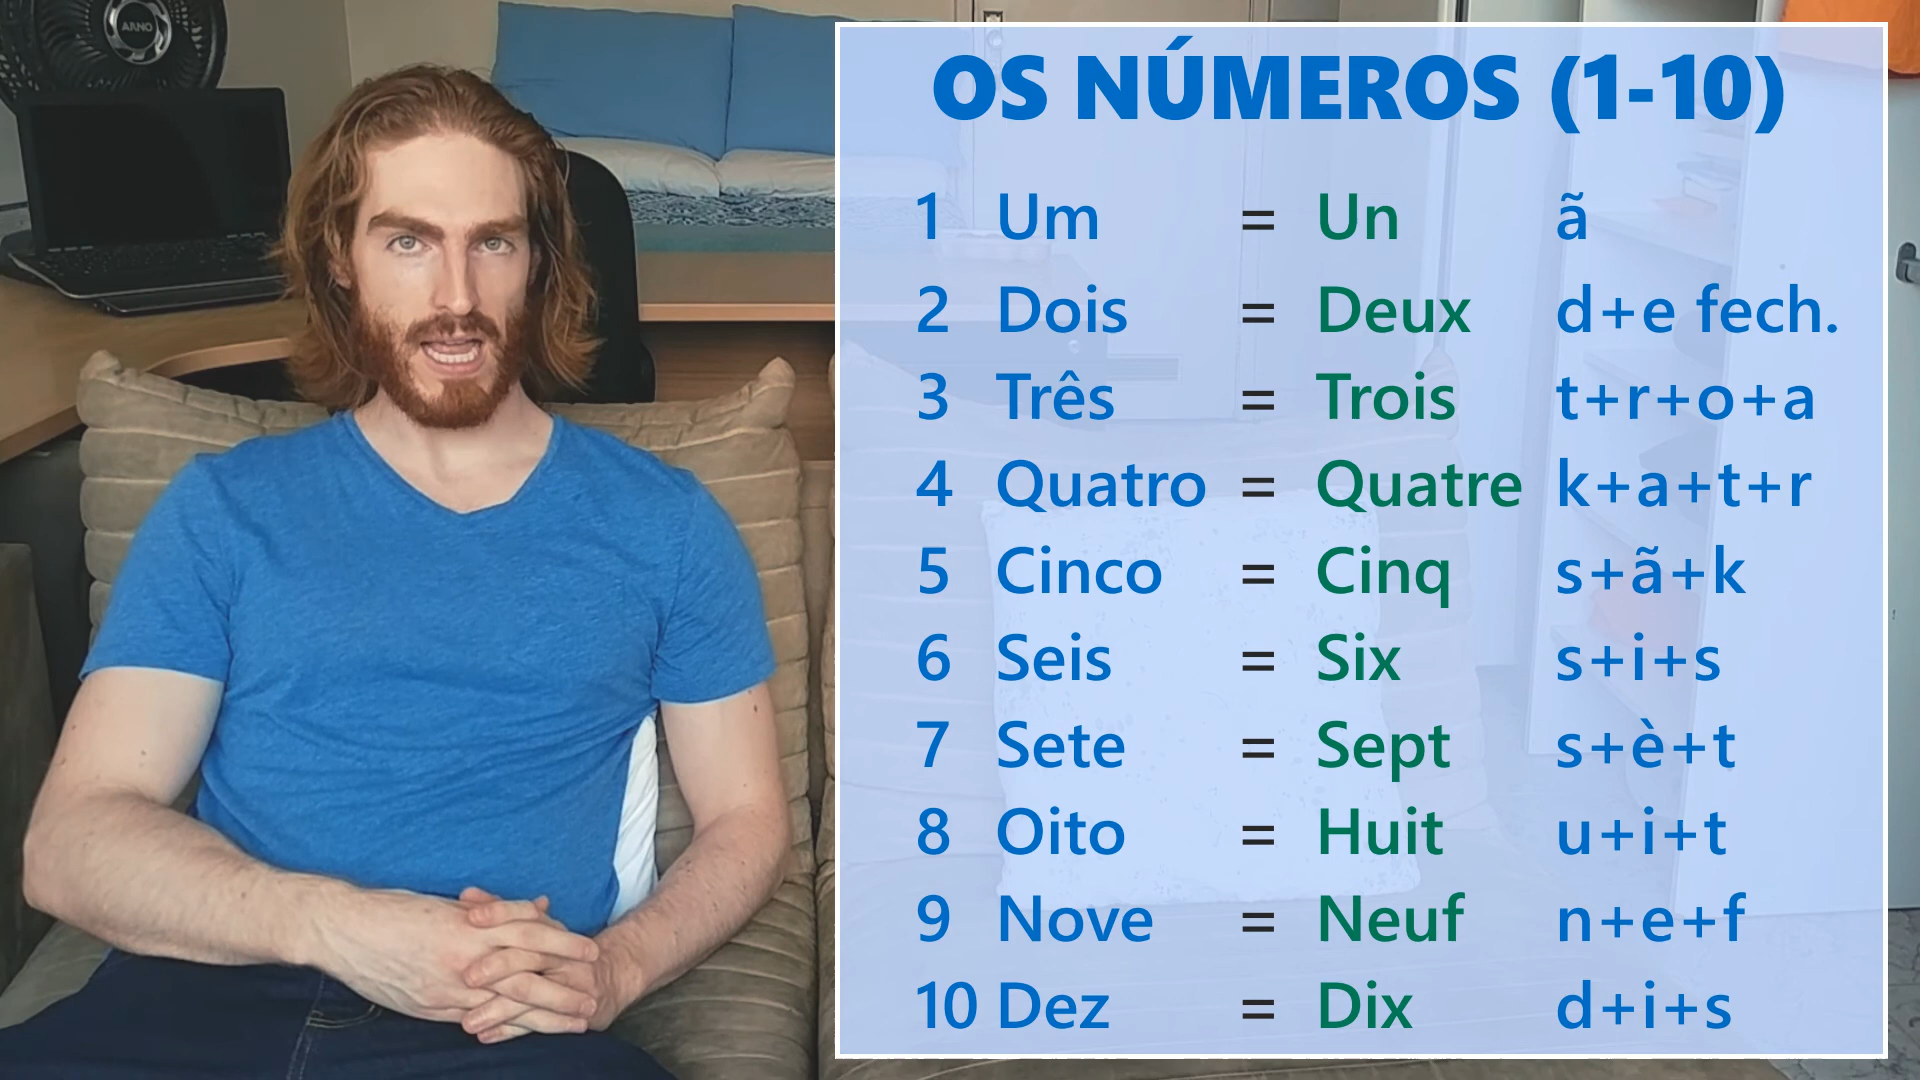 ARNO
OS NÚMEROS (1-10)
1 Um = Un ã
2 Dois = Deux d+e fech.
3 Três = Trois t+r+o+a
4 Quatro = Quatre k+a+t+r
5 Cinco = Cinq s+ã+k
6 Seis = Six s+i+s
7 Sete = Sept s+è+t
8 Oito = Huit u+i+t
9 Nove = Neuf n+e+f
10 Dez = Dix d+i+s